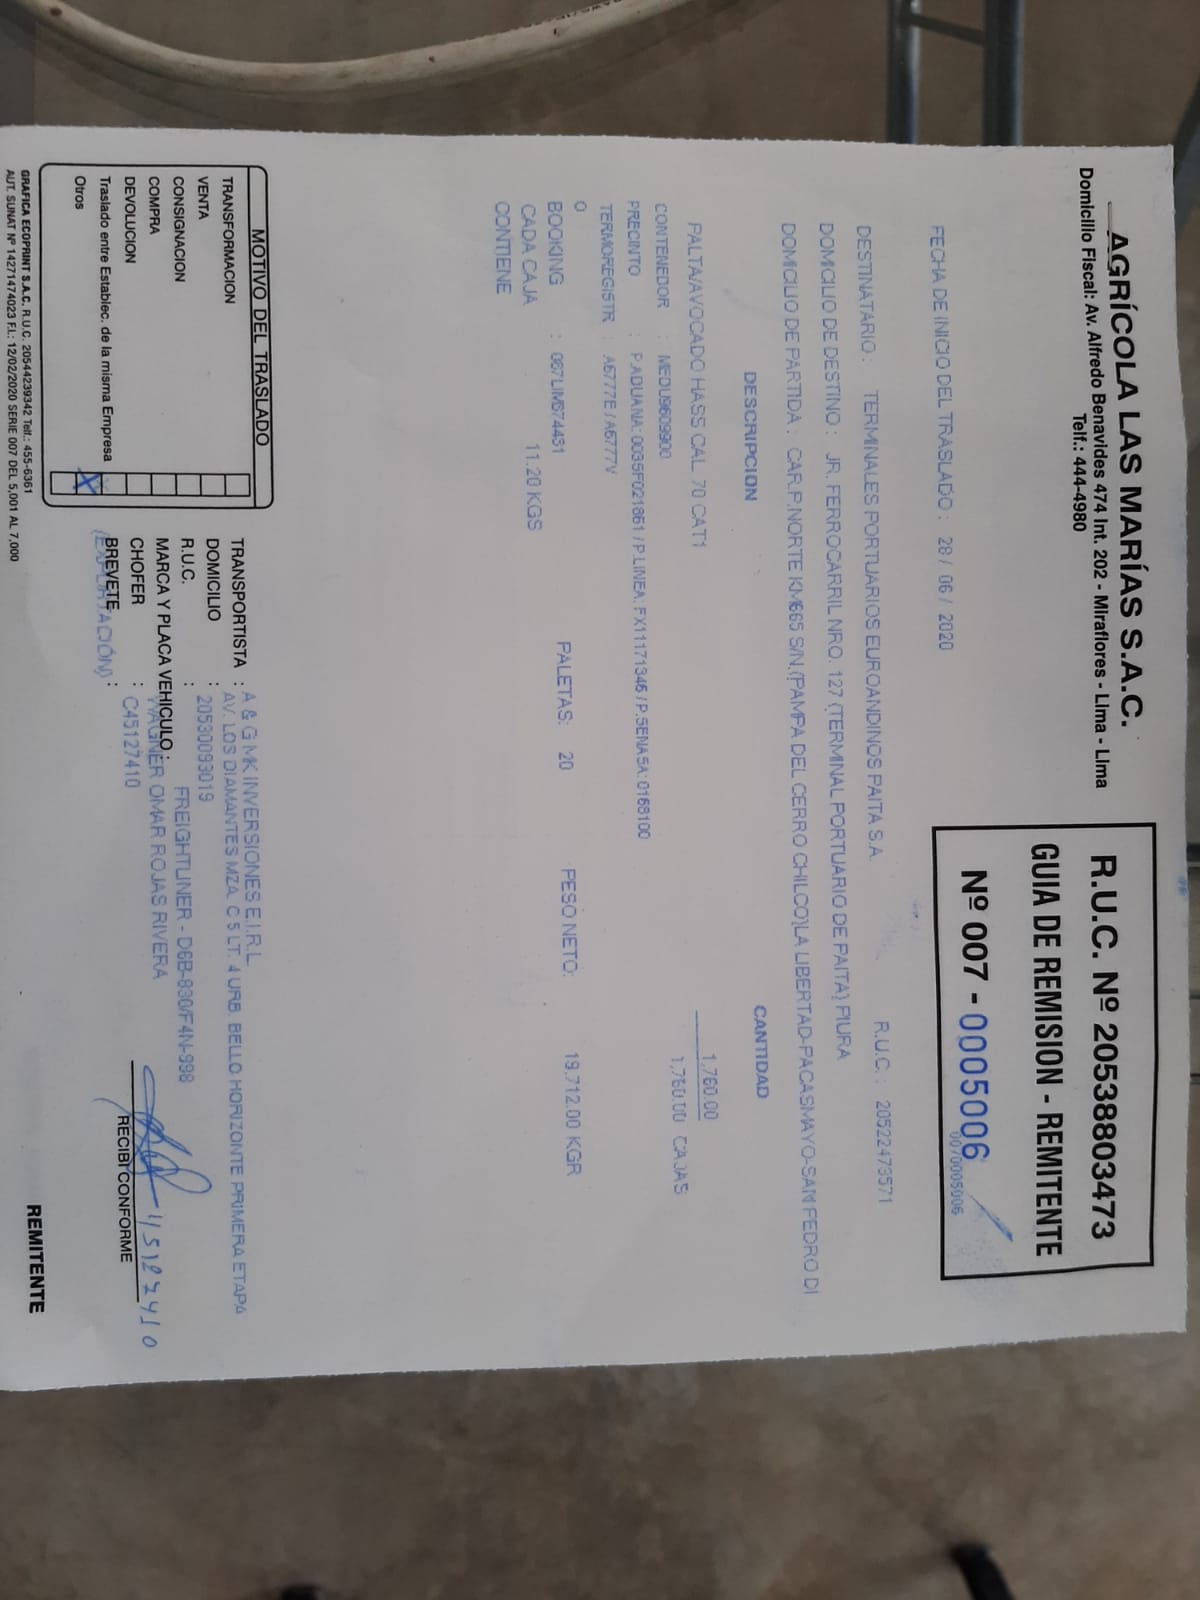 AGRÍCOLA LAS MARÍAS S.A.C.
Domicilio Fiscal: Av. Alfredo Benavides 474 Int. 202 - Miraflores - Lima - Lima
Telf.: 444-4980
R.U.C. Nº 20538803473
GUIA DE REMISION - REMITENTE
Nº 007 - 0005006
0070005006
FECHA DE INICIO DEL TRASLADO : 28 / 06 / 2020
DESTINATARIO : TERMINALES PORTUARIOS EUROANDINOS PAITA S.A. R.U.C. : 20522473571
DOMICILIO DE DESTINO : JR. FERROCARRIL NRO. 127 (TERMINAL PORTUARIO DE PAITA) PIURA
DOMICILIO DE PARTIDA : CAR. P.NORTE KM665 S/N.(PAMPA DEL CERRO CHILCO)LA LIBERTAD-PACASMAYO-SAN PEDRO DI
DESCRIPCION CANTIDAD
PALTA/AVOCADO HASS CAL 70 CAT1 1,760.00
1,760.00 CAJAS
CONTENEDOR : MEDU9609900
PRECINTO : P.ADUANA: 0035F021861 / P.LINEA: FX11171346 / P.SENASA: 0168100
TERMOREGISTR : A6777E / A6777V
O
BOOKING : 067LIM674431 PALETAS: 20 PESO NETO: 19.712.00 KGR
CADA CAJA 11.20 KGS
CONTIENE
MOTIVO DEL TRASLADO
TRANSFORMACION
VENTA
CONSIGNACION
COMPRA
DEVOLUCION
Traslado entre Establec. de la misma Empresa X
Otros
TRANSPORTISTA : A & G MK INVERSIONES E.I.R.L
DOMICILIO : AV. LOS DIAMANTES MZA. C 5 LT. 4 URB. BELLO HORIZONTE PRIMERA ETAPA
R.U.C. : 20530093019
MARCA Y PLACA VEHICULO : FREIGHTLINER - D6B-830/F4N-998
CHOFER : WAGNER OMAR ROJAS RIVERA
BREVETE : C45127410
(EXPORTACIÓN)
45127410
RECIBI CONFORME
GRAFICA ECOPRINT S.A.C. R.U.C. 20544239342 Telf.: 455-6361
AUT. SUNAT Nº 14271474023 F.I.: 12/02/2020 SERIE 007 DEL 5,001 AL 7,000
REMITENTE